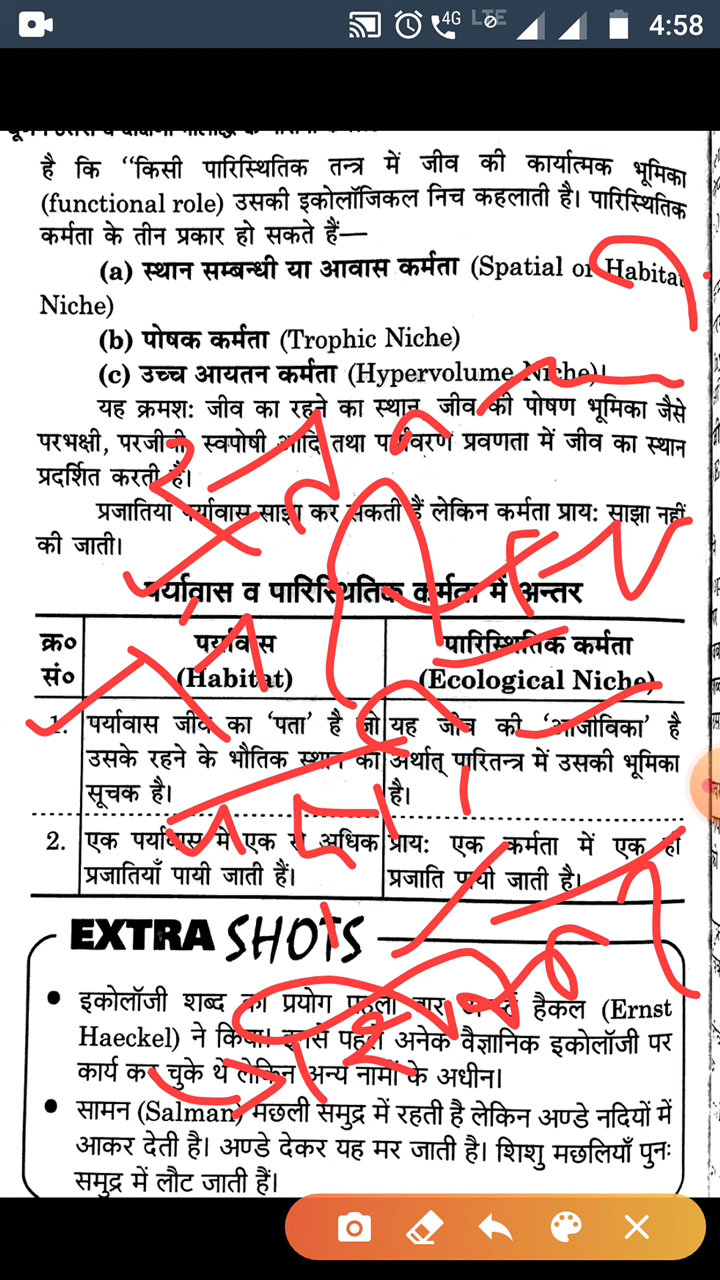 4G LTE 4:58
है कि “किसी पारिस्थितिक तन्त्र में जीव की कार्यात्मक भूमिका
(functional role) उसकी इकोलॉजिकल निच कहलाती है। पारिस्थितिक
कर्मता के तीन प्रकार हो सकते हैं—
(a) स्थान सम्बन्धी या आवास कर्मता (Spatial or Habitat
Niche)
(b) पोषक कर्मता (Trophic Niche)
(c) उच्च आयतन कर्मता (Hypervolume Niche)।
यह क्रमश: जीव का रहने का स्थान, जीव की पोषण भूमिका जैसे
परभक्षी, परजीवी, स्वपोषी आदि तथा पर्यावरण प्रवणता में जीव का स्थान
प्रदर्शित करती है।
प्रजातियाँ पर्यावास साझा कर सकती हैं लेकिन कर्मता प्राय: साझा नहीं
की जाती।
पर्यावास व पारिस्थितिक कर्मता में अन्तर
क्र० पर्यावास पारिस्थितिक कर्मता
सं० (Habitat) (Ecological Niche)
1. पर्यावास जीव का ‘पता’ है जो यह जीव की ‘आजीविका’ है
उसके रहने के भौतिक स्थान का अर्थात् पारितन्त्र में उसकी भूमिका
सूचक है। है।
2. एक पर्यावास में एक से अधिक प्राय: एक कर्मता में एक ही
प्रजातियाँ पायी जाती हैं। प्रजाति पायी जाती है।
EXTRA SHOTS
• इकोलॉजी शब्द का प्रयोग पहली बार हैकल (Ernst
Haeckel) ने किया। इनसे पहले अनेक वैज्ञानिक इकोलॉजी पर
कार्य कर चुके थे लेकिन अन्य नामों के अधीन।
• सामन (Salman) मछली समुद्र में रहती है लेकिन अण्डे नदियों में
आकर देती है। अण्डे देकर यह मर जाती है। शिशु मछलियाँ पुनः
समुद्र में लौट जाती हैं।